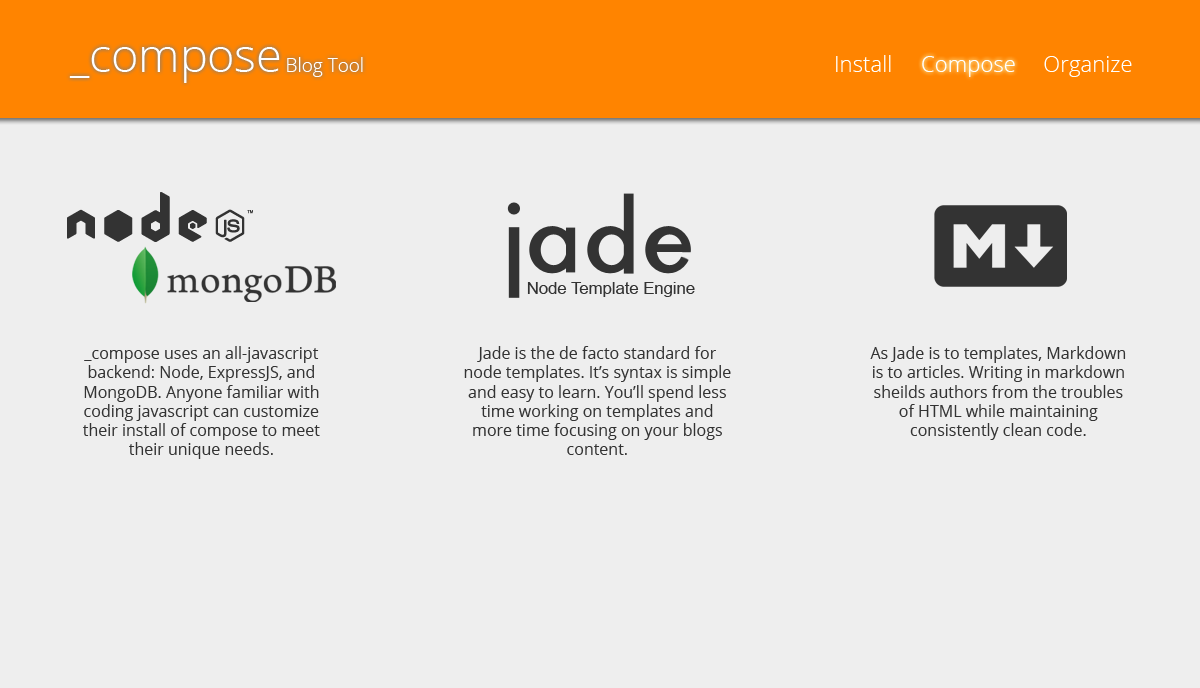 _compose Blog Tool
Install Compose Organize
node JS ™
mongoDB
_compose uses an all-javascript
backend: Node, ExpressJS, and
MongoDB. Anyone familiar with
coding javascript can customize
their install of compose to meet
their unique needs.
jade
Node Template Engine
Jade is the de facto standard for
node templates. It’s syntax is simple
and easy to learn. You’ll spend less
time working on templates and
more time focusing on your blogs
content.
M
As Jade is to templates, Markdown
is to articles. Writing in markdown
sheilds authors from the troubles
of HTML while maintaining
consistently clean code.